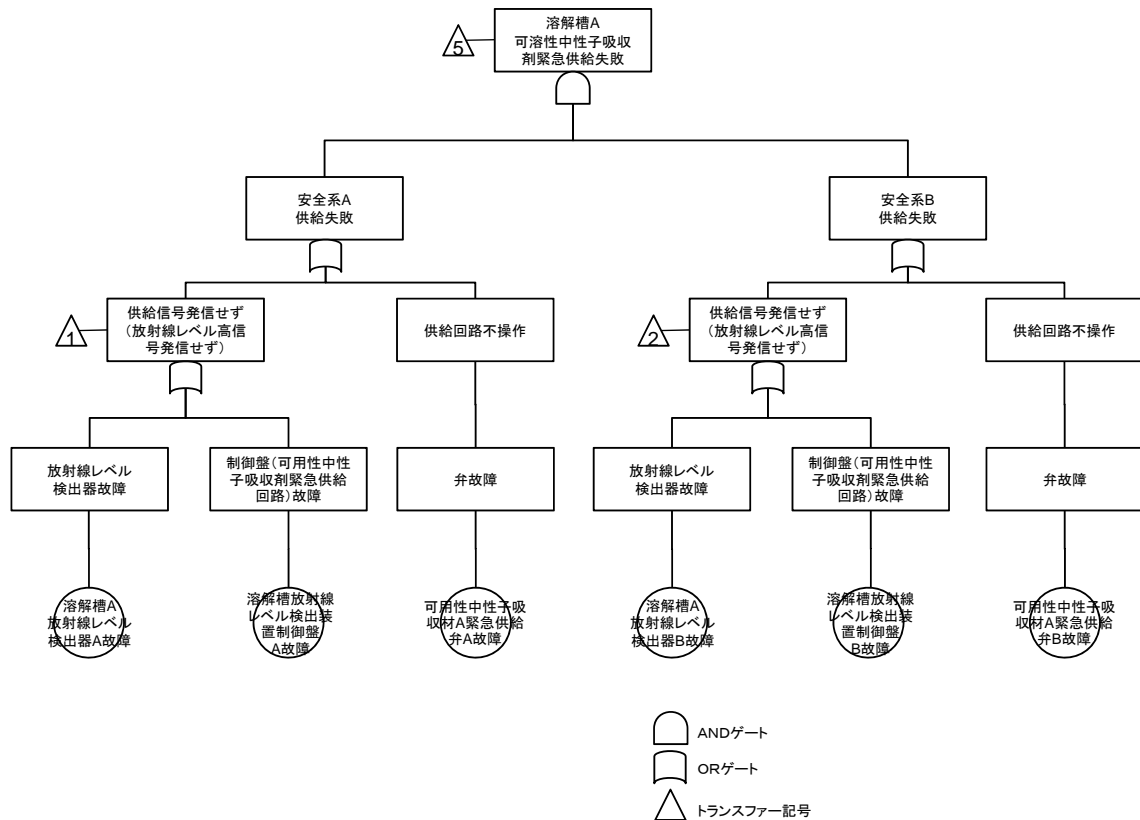 溶解槽A
可溶性中性子吸収
剤緊急供給失敗
5
安全系A
供給失敗
安全系B
供給失敗
供給信号発信せず
(放射線レベル高信
号発信せず)
1
供給回路不操作
供給信号発信せず
(放射線レベル高信
号発信せず)
2
供給回路不操作
放射線レベル
検出器故障
制御盤(可用性中性
子吸収剤緊急供給
回路)故障
弁故障
放射線レベル
検出器故障
制御盤(可用性中性
子吸収剤緊急供給
回路)故障
弁故障
溶解槽A
放射線レベル
検出器A故障
溶解槽放射線
レベル検出装
置制御盤
A故障
可用性中性子吸
収材A緊急供給
弁A故障
溶解槽A
放射線レベル
検出器B故障
溶解槽放射線
レベル検出装
置制御盤
B故障
可用性中性子吸
収材A緊急供給
弁B故障
ANDゲート
ORゲート
トランスファー記号